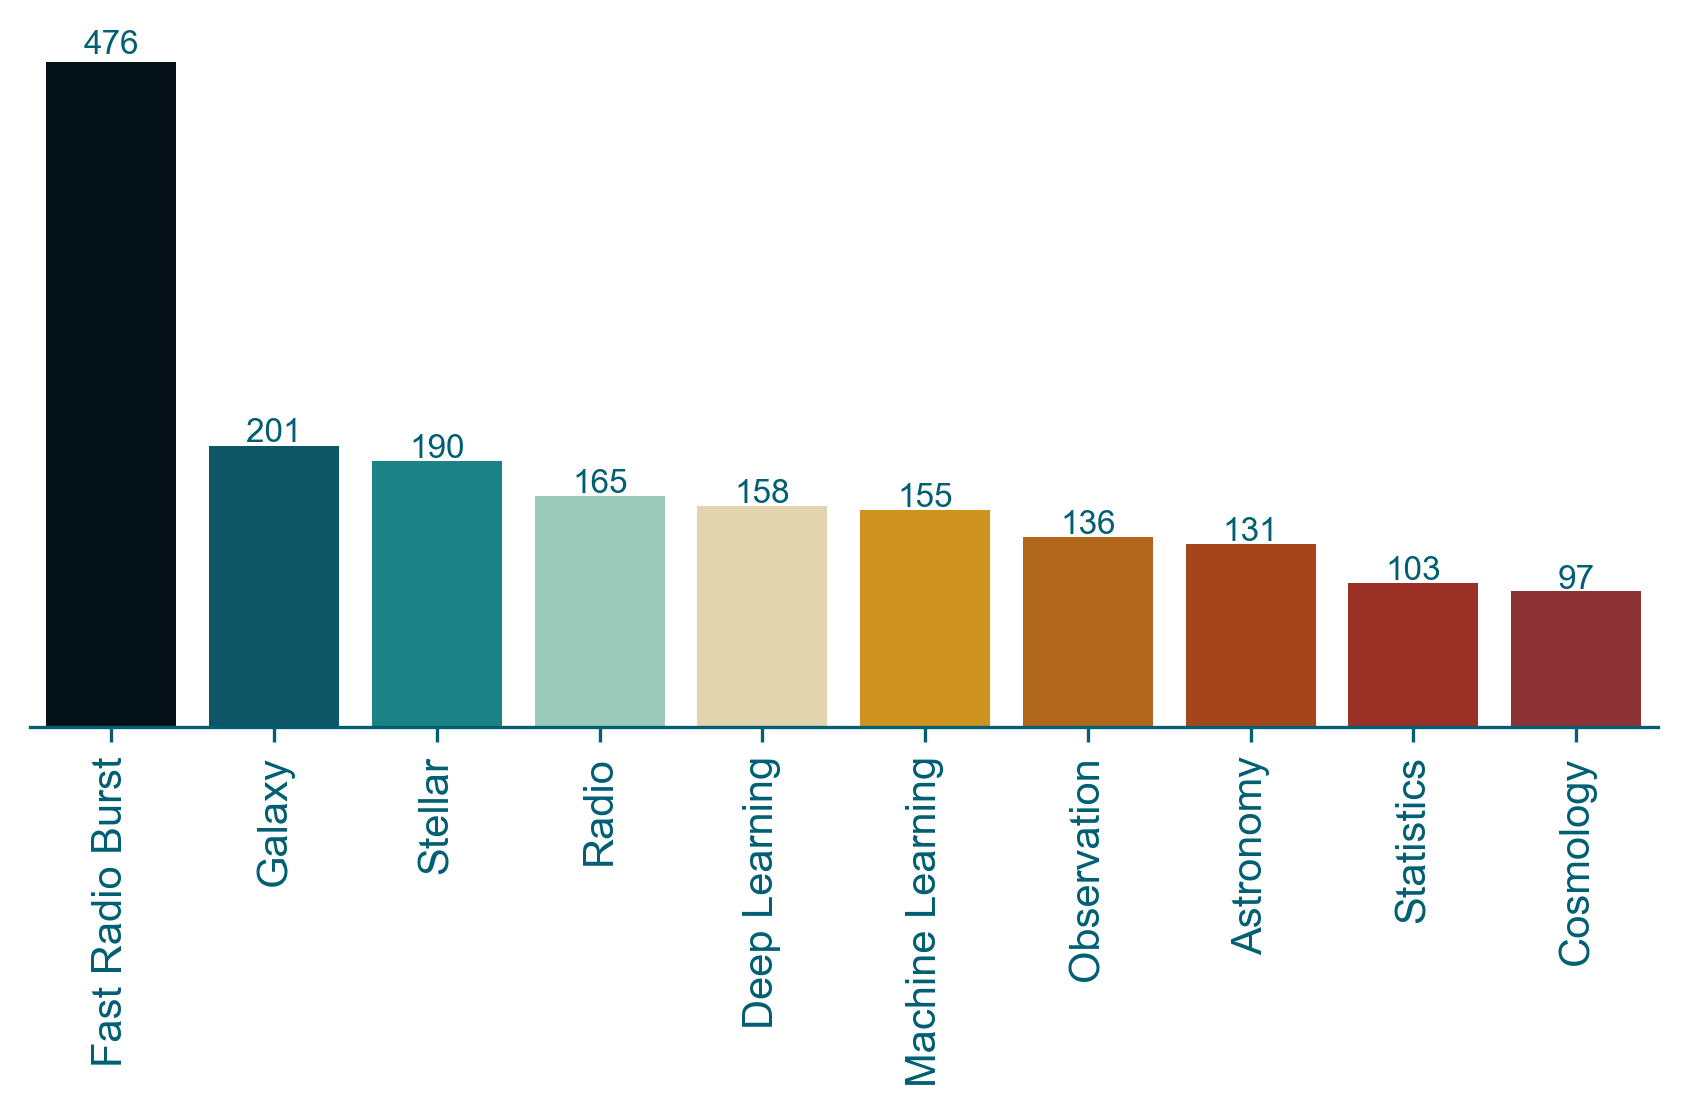 476
201
190
165
158
155
136
131
103
97
Fast Radio Burst
Galaxy
Stellar
Radio
Deep Learning
Machine Learning
Observation
Astronomy
Statistics
Cosmology